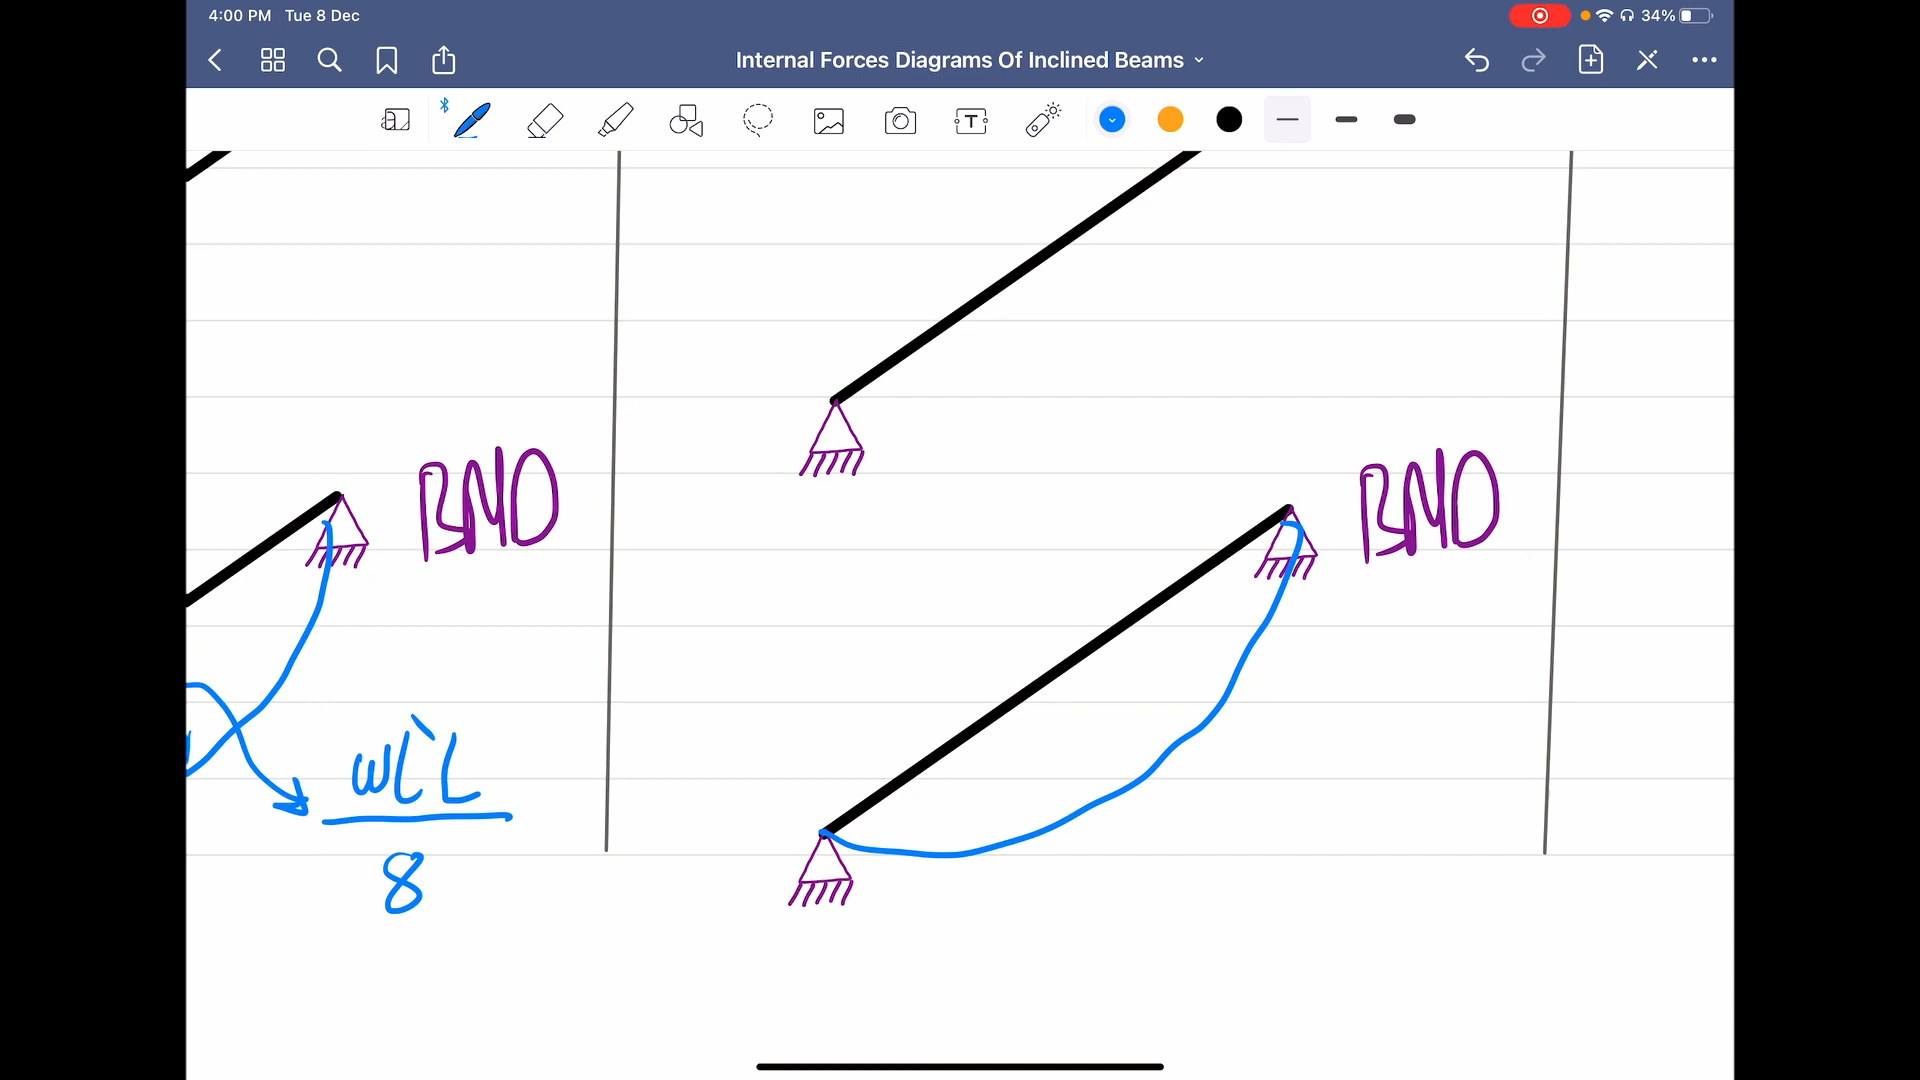 4:00 PM Tue 8 Dec
34%
Internal Forces Diagrams Of Inclined Beams
BMD
BMD
wL`L
8